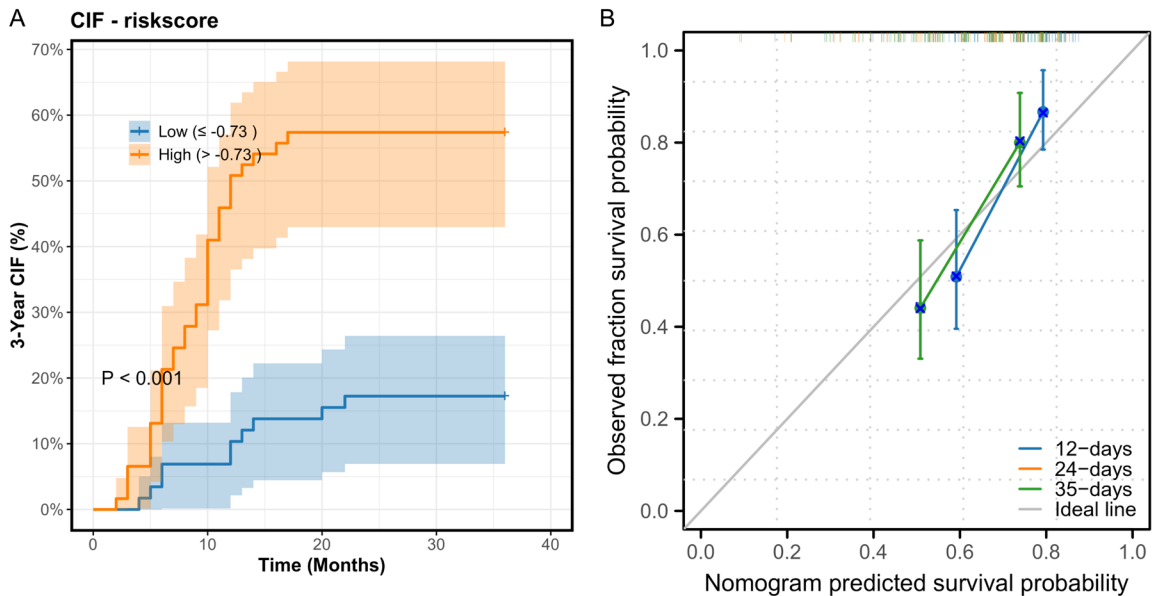 A
CIF - riskscore
3-Year CIF (%)
70%
60%
50%
40%
30%
20%
10%
0%
Low (≤ -0.73 )
High (> -0.73 )
P < 0.001
0
10
20
30
40
Time (Months)
B
Observed fraction survival probability
1.0
0.8
0.6
0.4
0.2
0.0
12−days
24−days
35−days
Ideal line
0.0
0.2
0.4
0.6
0.8
1.0
Nomogram predicted survival probability